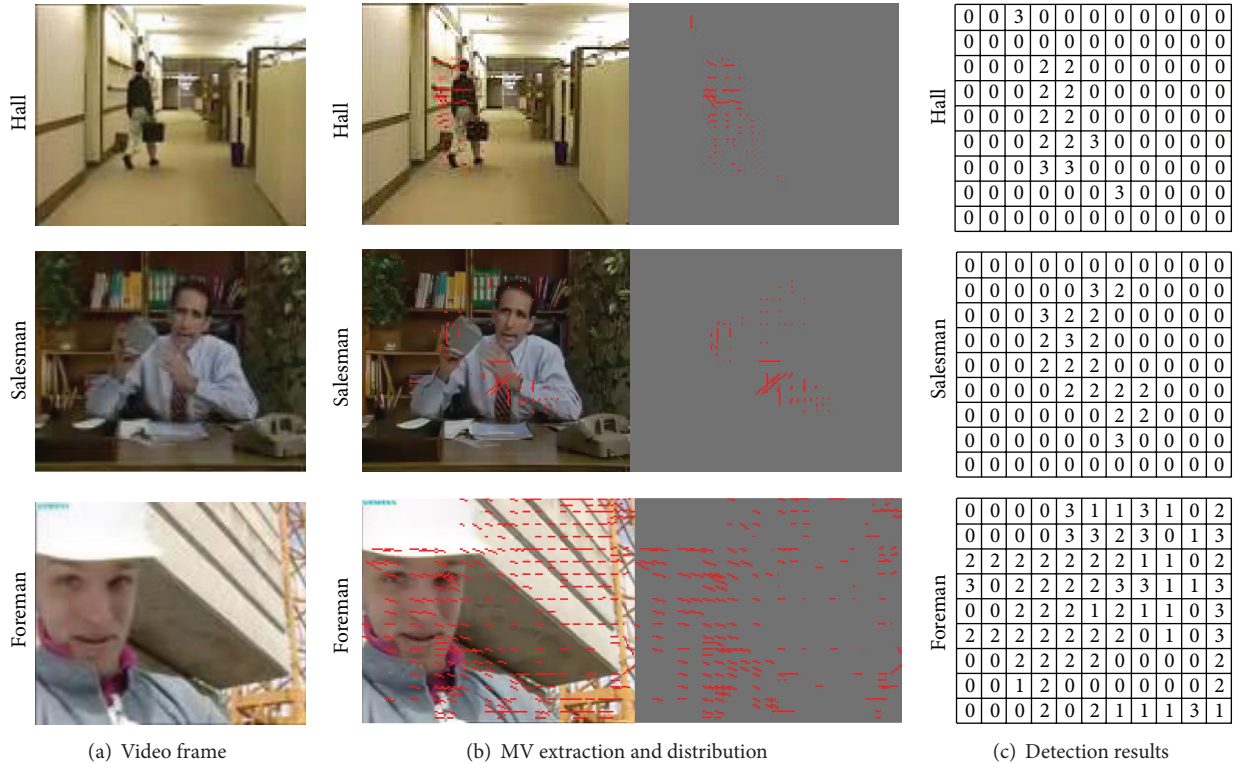 Hall
Hall
Hall
0 0 3 0 0 0 0 0 0 0 0
0 0 0 0 0 0 0 0 0 0 0
0 0 0 2 2 0 0 0 0 0 0
0 0 0 2 2 0 0 0 0 0 0
0 0 0 2 2 0 0 0 0 0 0
0 0 0 2 2 3 0 0 0 0 0
0 0 0 3 3 0 0 0 0 0 0
0 0 0 0 0 0 3 0 0 0 0
0 0 0 0 0 0 0 0 0 0 0
Salesman
Salesman
Salesman
0 0 0 0 0 0 0 0 0 0 0
0 0 0 0 0 3 2 0 0 0 0
0 0 0 3 2 2 0 0 0 0 0
0 0 0 2 3 2 0 0 0 0 0
0 0 0 2 2 2 0 0 0 0 0
0 0 0 0 2 2 2 2 0 0 0
0 0 0 0 0 0 2 2 0 0 0
0 0 0 0 0 0 3 0 0 0 0
0 0 0 0 0 0 0 0 0 0 0
Foreman
Foreman
Foreman
0 0 0 0 3 1 1 3 1 0 2
0 0 0 0 3 3 2 3 0 1 3
2 2 2 2 2 2 2 1 1 0 2
3 0 2 2 2 2 3 3 1 1 3
0 0 2 2 2 1 2 1 1 0 3
2 2 2 2 2 2 2 0 1 0 3
0 0 2 2 2 2 0 0 0 0 2
0 0 1 2 0 0 0 0 0 0 2
0 0 0 2 0 2 1 1 1 3 1
(a) Video frame
(b) MV extraction and distribution
(c) Detection results